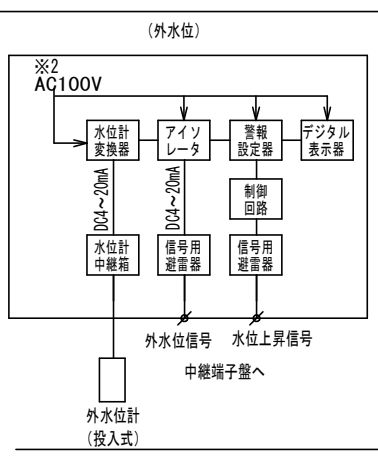 (外水位)
※2
AC100V
水位計
変換器
アイソ
レータ
警報
設定器
デジタル
表示器
DC4～20mA
DC4～20mA
制御
回路
水位計
中継箱
信号用
避雷器
信号用
避雷器
外水位信号
水位上昇信号
中継端子盤へ
外水位計
(投入式)